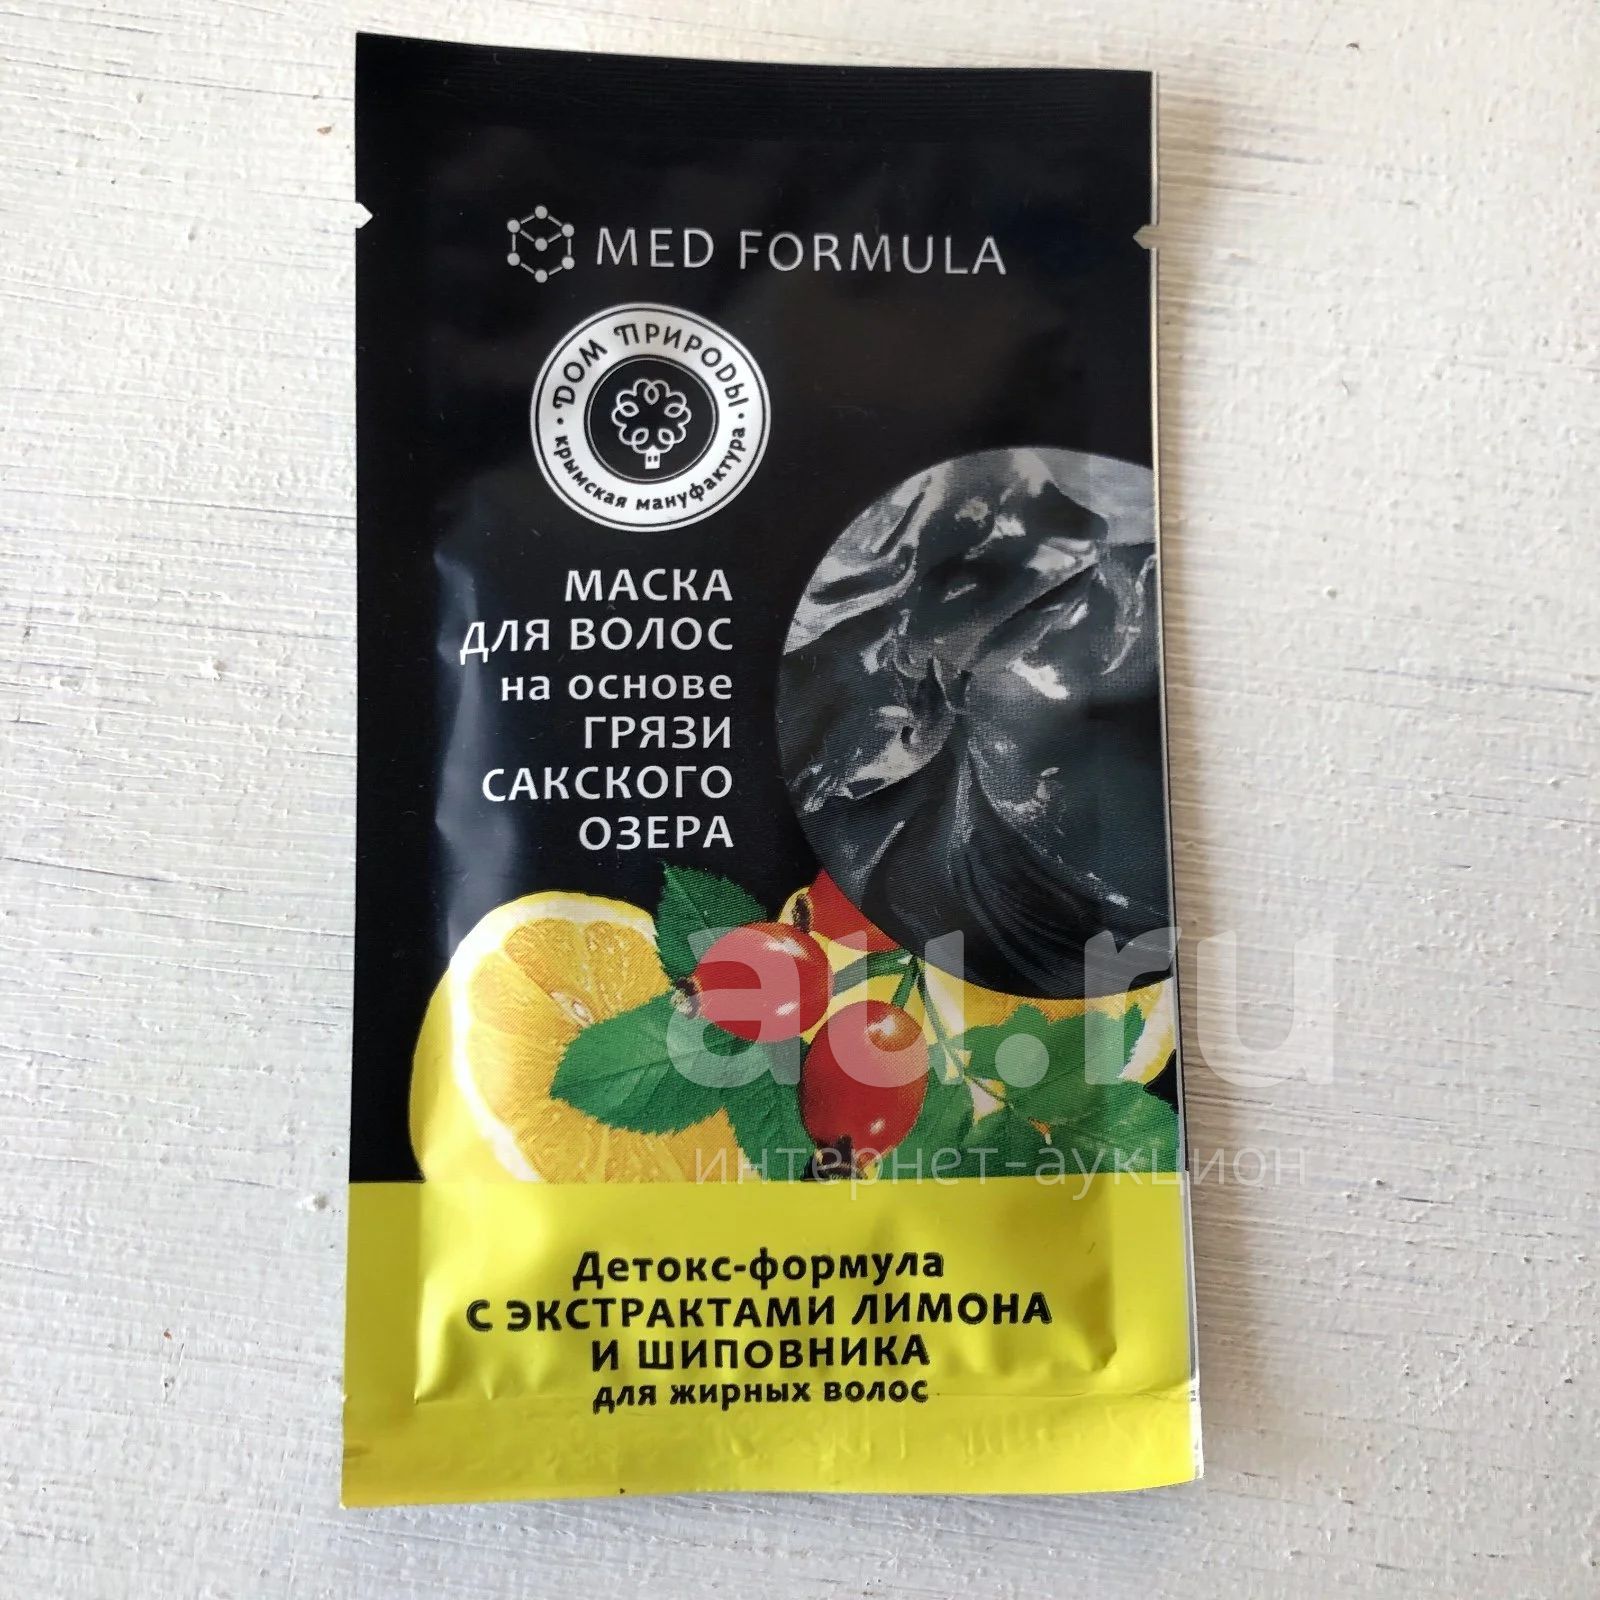 MED FORMULA
ДОМ ПРИРОДЫ
крымская мануфактура
МАСКА
ДЛЯ ВОЛОС
на основе
ГРЯЗИ
САКСКОГО
ОЗЕРА
au.ru
интернет-аукцион
Детокс-формула
С ЭКСТРАКТАМИ ЛИМОНА
И ШИПОВНИКА
для жирных волос